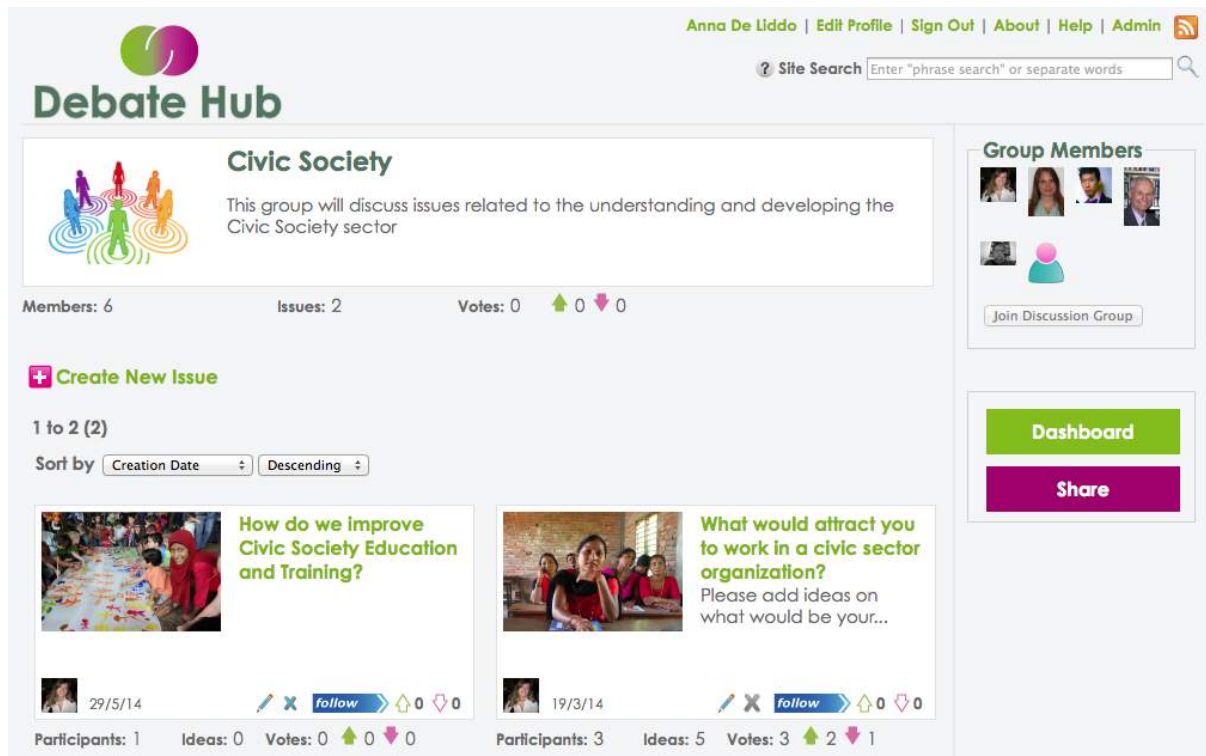 Anna De Liddo | Edit Profile | Sign Out | About | Help | Admin
? Site Search Enter "phrase search" or separate words
Debate Hub
Civic Society
This group will discuss issues related to the understanding and developing the
Civic Society sector
Members: 6 Issues: 2 Votes: 0 0 0
Group Members
Join Discussion Group
Create New Issue
1 to 2 (2)
Sort by Creation Date Descending
Dashboard
Share
How do we improve
Civic Society Education
and Training?
29/5/14 follow 0 0
Participants: 1 Ideas: 0 Votes: 0 0 0
What would attract you
to work in a civic sector
organization?
Please add ideas on
what would be your...
19/3/14 follow 0 0
Participants: 3 Ideas: 5 Votes: 3 2 1